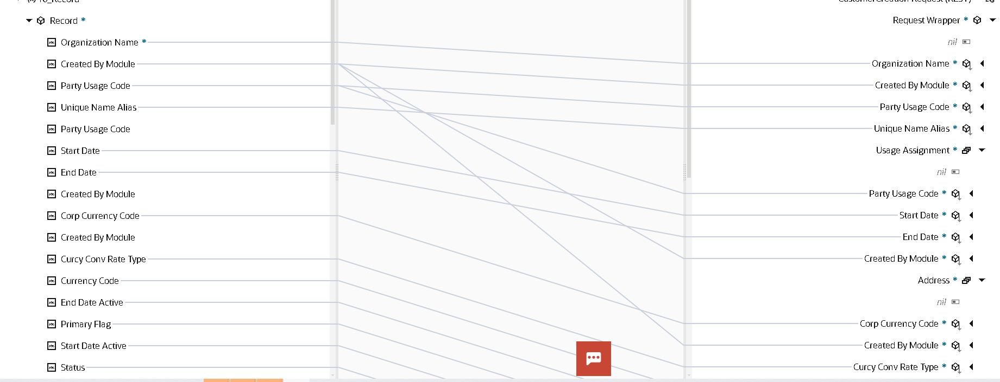 To_Record
CustomerCreation Request (REST)
Record *
Request Wrapper *
Organization Name *
nil
Created By Module
Organization Name *
Party Usage Code
Created By Module *
Unique Name Alias
Party Usage Code *
Party Usage Code
Unique Name Alias *
Start Date
Usage Assignment *
End Date
nil
Created By Module
Party Usage Code *
Corp Currency Code
Start Date *
Created By Module
End Date *
Curcy Conv Rate Type
Created By Module *
Currency Code
Address *
End Date Active
nil
Primary Flag
Corp Currency Code *
Start Date Active
Created By Module *
Status
Curcy Conv Rate Type *